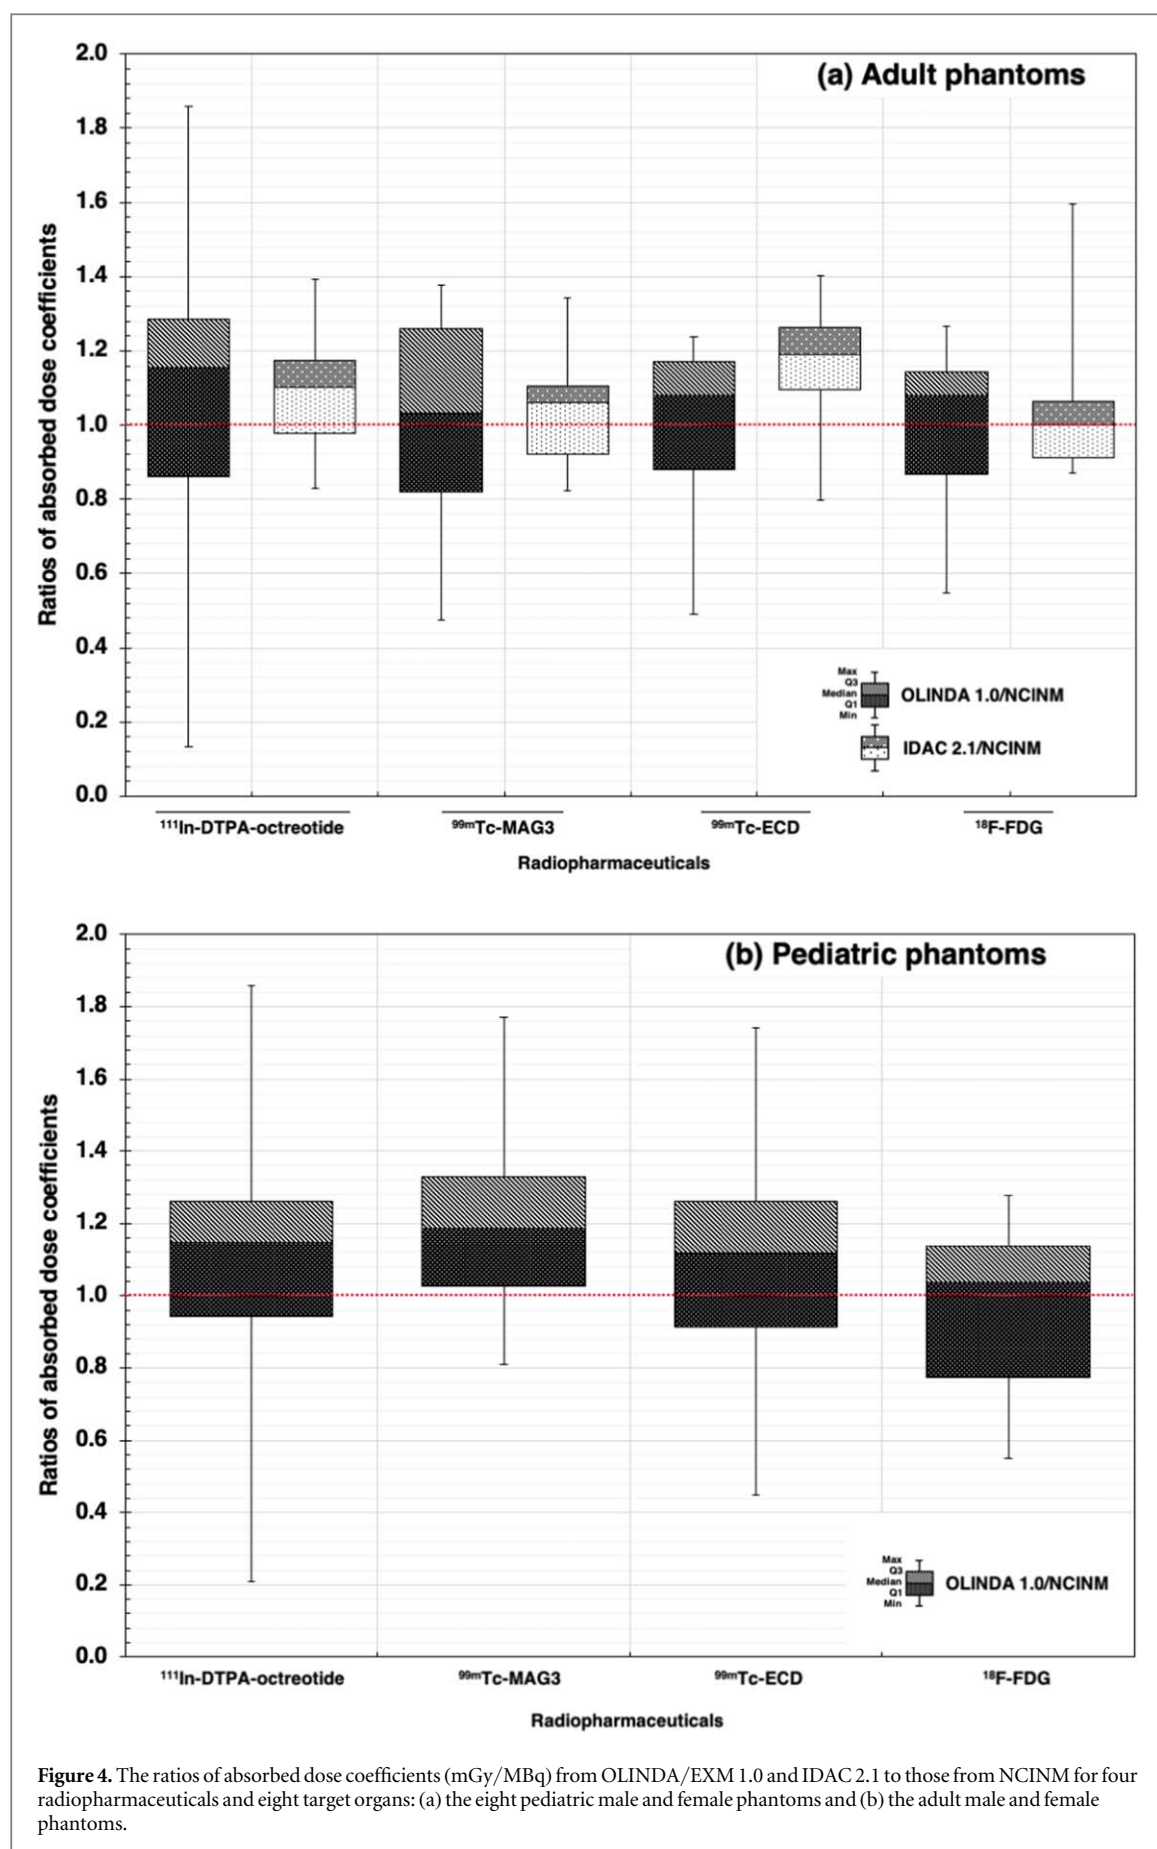 (a) Adult phantoms
Ratios of absorbed dose coefficients
2.0
1.8
1.6
1.4
1.2
1.0
0.8
0.6
0.4
0.2
0.0
Max
Q3
Median
Q1
Min
OLINDA 1.0/NCINM
IDAC 2.1/NCINM
¹¹¹In-DTPA-octreotide
⁹⁹ᵐTc-MAG3
⁹⁹ᵐTc-ECD
¹⁸F-FDG
Radiopharmaceuticals
(b) Pediatric phantoms
Ratios of absorbed dose coefficients
2.0
1.8
1.6
1.4
1.2
1.0
0.8
0.6
0.4
0.2
0.0
Max
Q3
Median
Q1
Min
OLINDA 1.0/NCINM
¹¹¹In-DTPA-octreotide
⁹⁹ᵐTc-MAG3
⁹⁹ᵐTc-ECD
¹⁸F-FDG
Radiopharmaceuticals
Figure 4. The ratios of absorbed dose coefficients (mGy/MBq) from OLINDA/EXM 1.0 and IDAC 2.1 to those from NCINM for four
radiopharmaceuticals and eight target organs: (a) the eight pediatric male and female phantoms and (b) the adult male and female
phantoms.